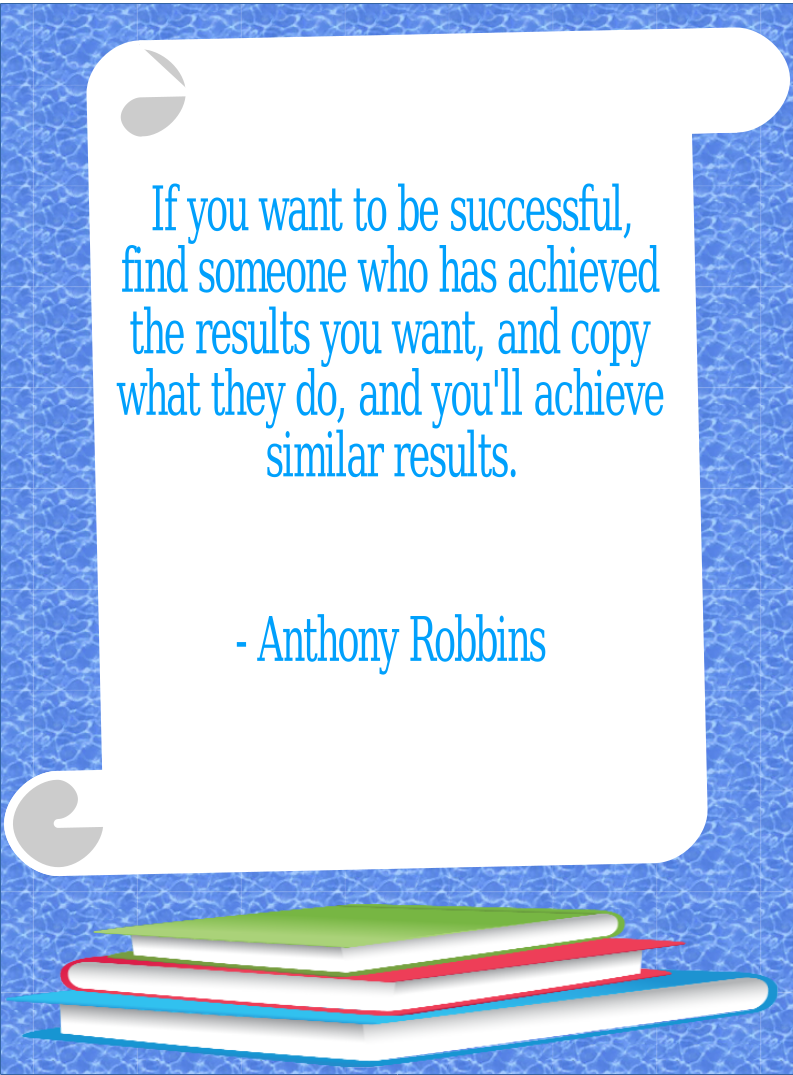 If you want to be successful,
find someone who has achieved
the results you want, and copy
what they do, and you'll achieve
similar results.
- Anthony Robbins